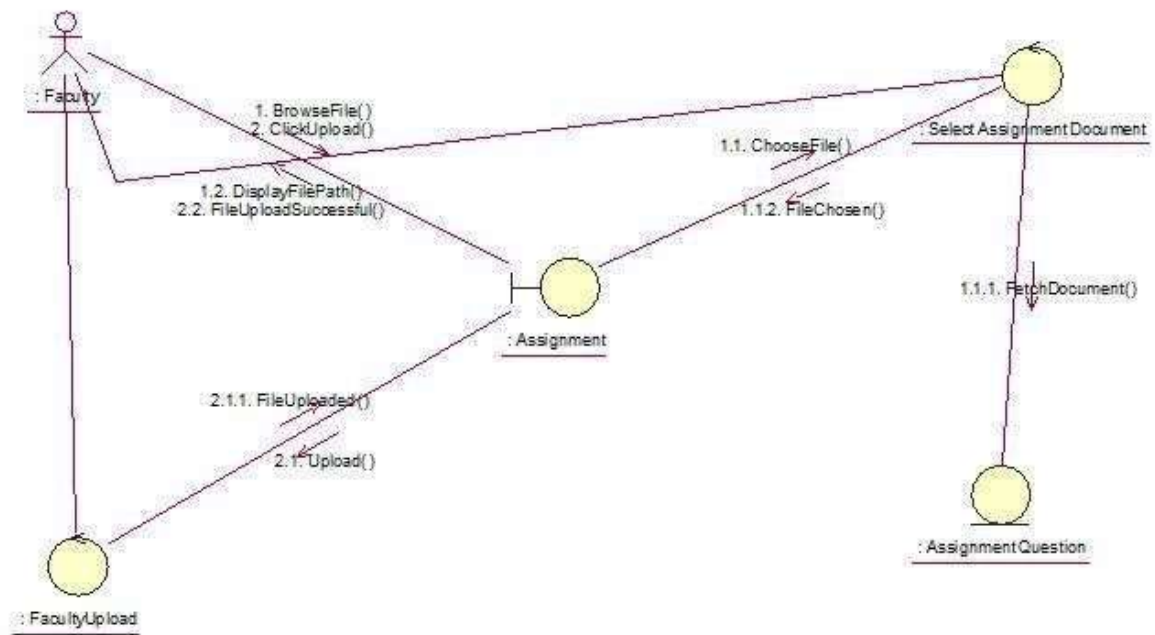 : Faculty
1. BrowseFile()
2. ClickUpload()
: Select Assignment Document
1.1. ChooseFile()
1.2. DisplayFilePath()
2.2. FileUploadSuccessful()
1.1.2. FileChosen()
1.1.1. FetchDocument()
: Assignment
2.1.1. FileUploaded()
2.1. Upload()
: AssignmentQuestion
: FacultyUpload